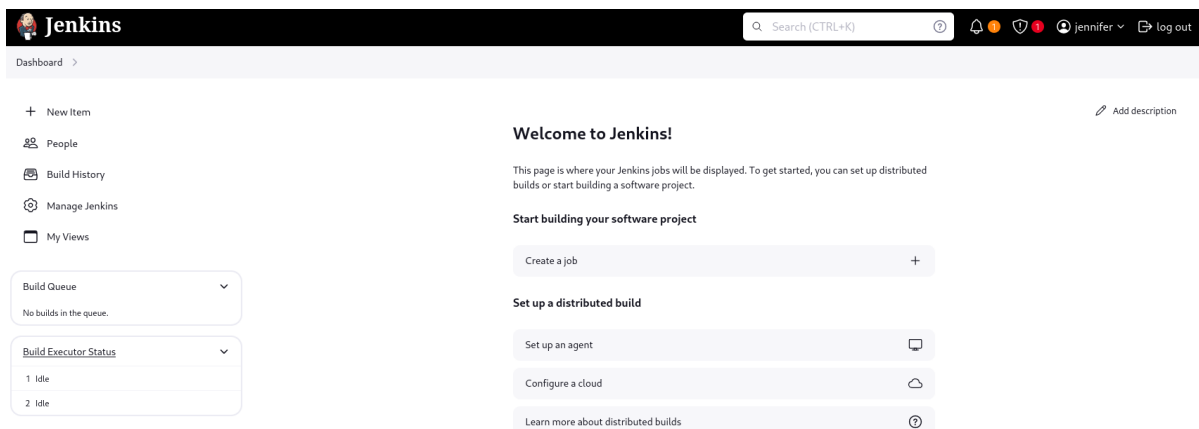 Jenkins
Search (CTRL+K)
1
1
jennifer
log out
Dashboard
New Item
People
Build History
Manage Jenkins
My Views
Build Queue
No builds in the queue.
Build Executor Status
1 Idle
2 Idle
Add description
Welcome to Jenkins!
This page is where your Jenkins jobs will be displayed. To get started, you can set up distributed
builds or start building a software project.
Start building your software project
Create a job
Set up a distributed build
Set up an agent
Configure a cloud
Learn more about distributed builds